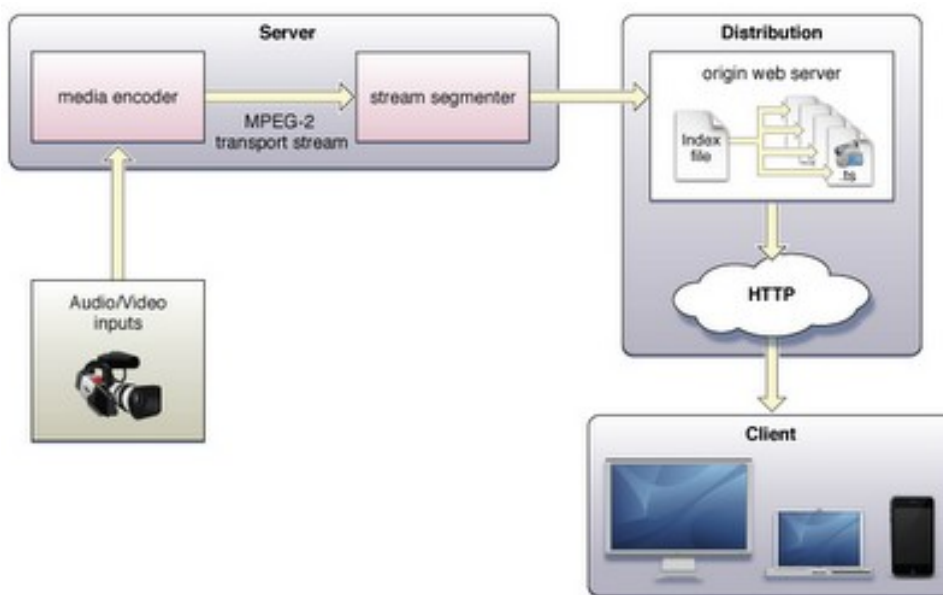 Server
media encoder
MPEG-2
transport stream
stream segmenter
Distribution
origin web server
Index
file
.ts
HTTP
Audio/Video
inputs
Client